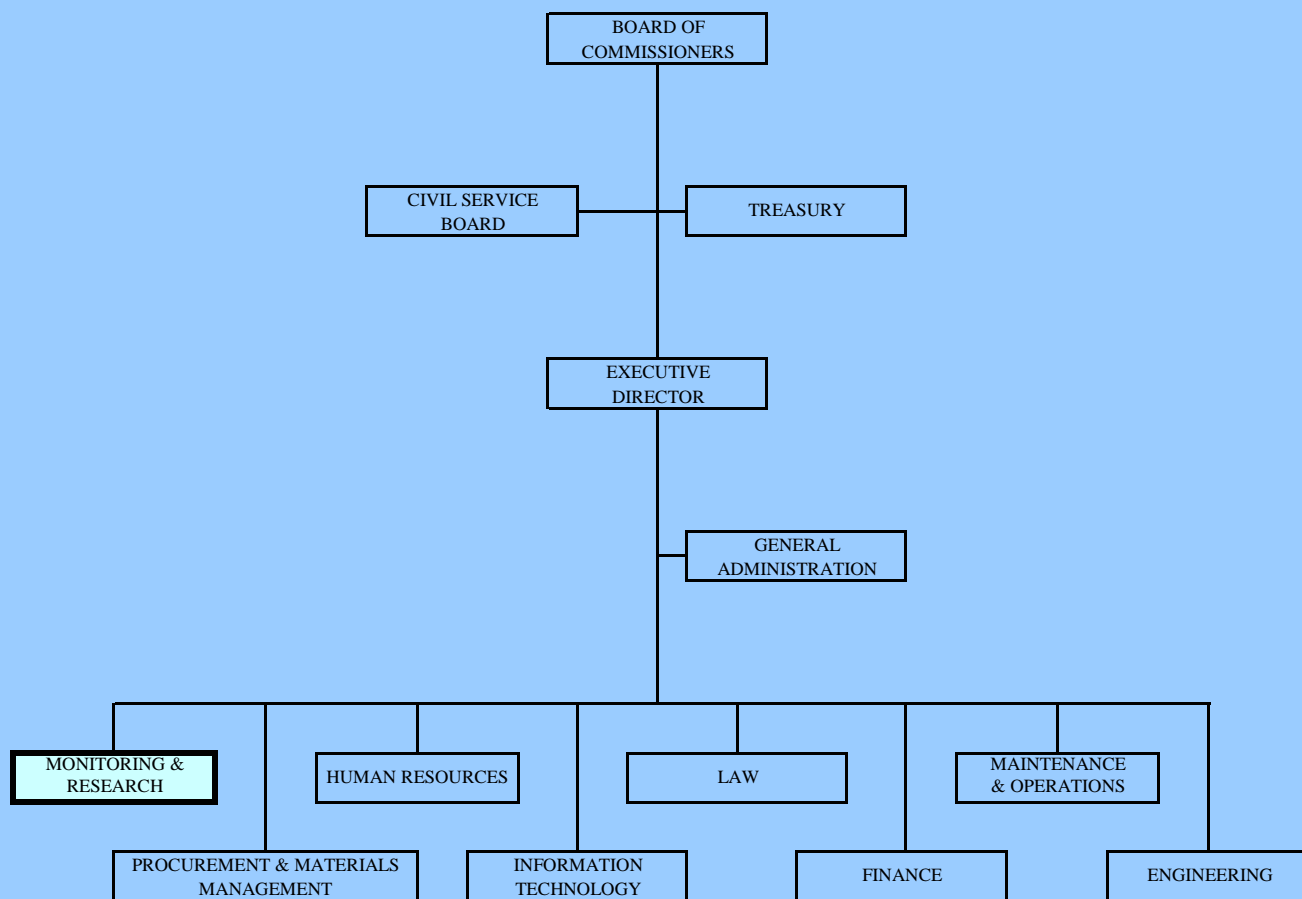 BOARD OF
COMMISSIONERS
CIVIL SERVICE
BOARD
TREASURY
EXECUTIVE
DIRECTOR
GENERAL
ADMINISTRATION
MONITORING &
RESEARCH
HUMAN RESOURCES
LAW
MAINTENANCE
& OPERATIONS
PROCUREMENT & MATERIALS
MANAGEMENT
INFORMATION
TECHNOLOGY
FINANCE
ENGINEERING